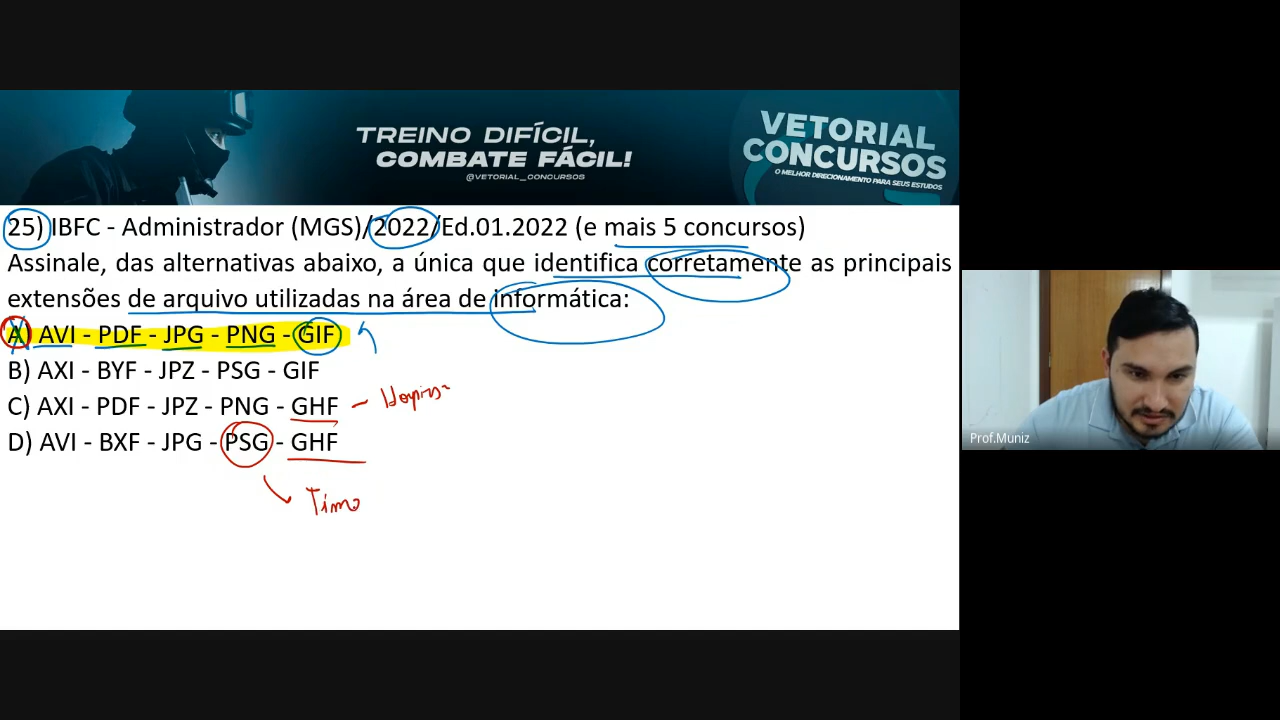 TREINO DIFÍCIL,
COMBATE FÁCIL!
@VETORIAL_CONCURSOS
VETORIAL
CONCURSOS
O MELHOR DIRECIONAMENTO PARA SEUS ESTUDOS
25) IBFC - Administrador (MGS)/2022/Ed.01.2022 (e mais 5 concursos)
Assinale, das alternativas abaixo, a única que identifica corretamente as principais
extensões de arquivo utilizadas na área de informática:
A) AVI - PDF - JPG - PNG - GIF
B) AXI - BYF - JPZ - PSG - GIF
C) AXI - PDF - JPZ - PNG - GHF
D) AVI - BXF - JPG - PSG - GHF
Time
Prof.Muniz